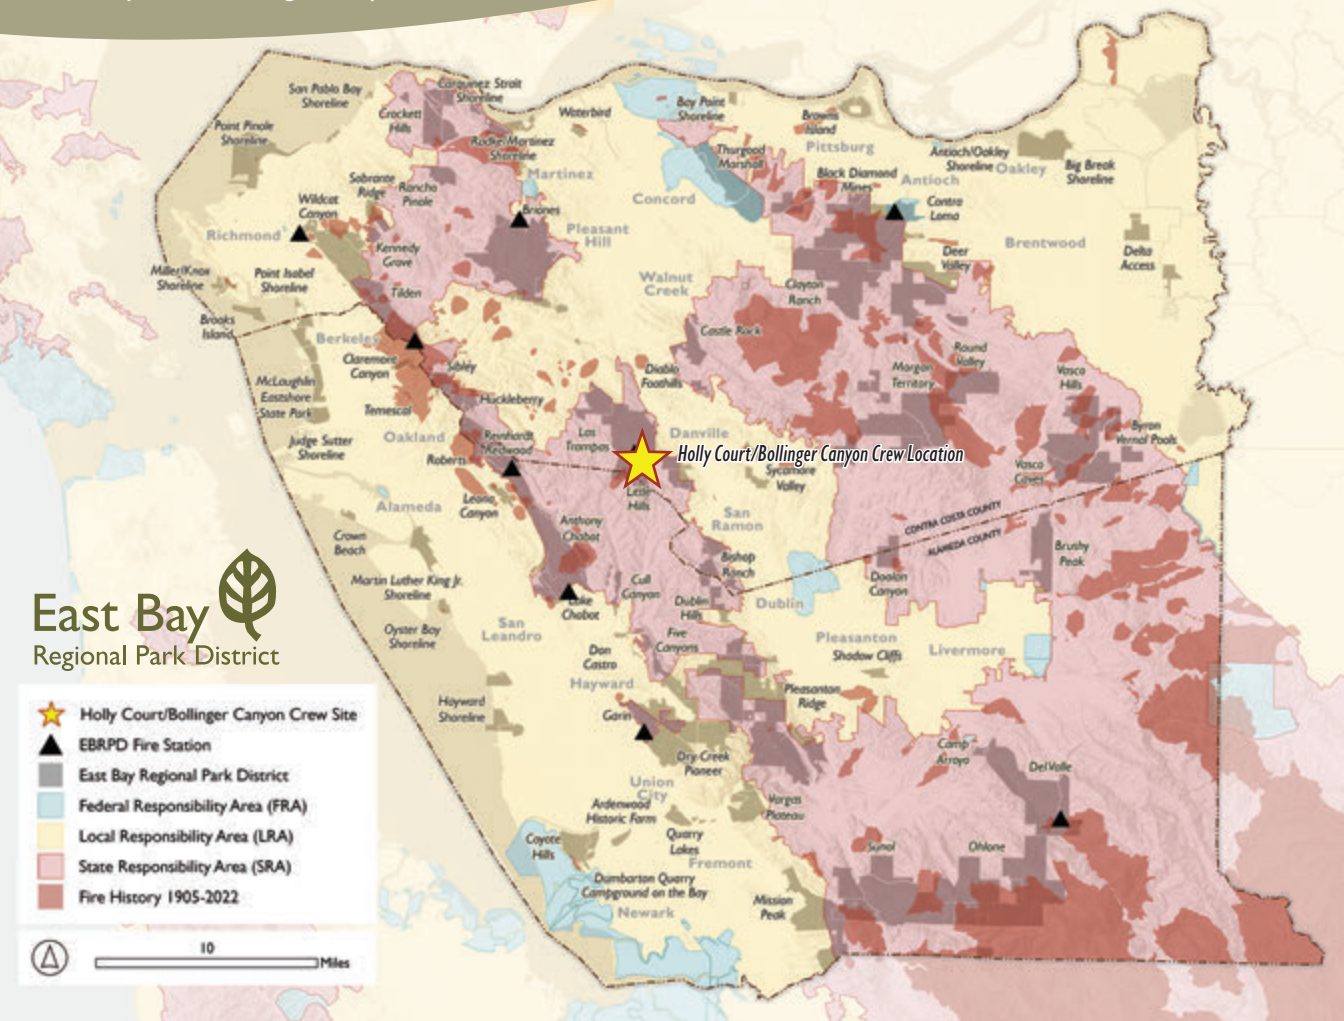 San Pablo Bay
Shoreline
Carquinez Strait
Shoreline
Crockett
Hills
Point Pinole
Shoreline
Radke/Martinez
Shoreline
Martinez
Waterbird
Bay Point
Shoreline
Browns
Island
Pittsburg
Thurgood
Marshall
Black Diamond
Mines
Antioch
Antioch/Oakley
Shoreline
Oakley
Big Break
Shoreline
Sobrante
Ridge
Rancho
Pinole
Wildcat
Canyon
Richmond
Briones
Concord
Contra
Loma
Pleasant
Hill
Kennedy
Grove
Deer
Valley
Brentwood
Delta
Access
Miller/Knox
Shoreline
Point Isabel
Shoreline
Tilden
Walnut
Creek
Clayton
Ranch
Brooks
Island
Berkeley
Claremont
Canyon
Sibley
Castle Rock
Diablo
Foothills
Round
Valley
Morgan
Territory
Vasco
Hills
McLaughlin
Eastshore
State Park
Temescal
Huckleberry
Oakland
Judge Sutter
Shoreline
Reinhardt
Redwood
Roberts
Las
Trampas
Danville
Holly Court/Bollinger Canyon Crew Location
Sycamore
Valley
Byron
Vernal Pools
Vasco
Caves
Little
Hills
Leona
Canyon
Alameda
San
Ramon
CONTRA COSTA COUNTY
ALAMEDA COUNTY
Crown
Beach
Anthony
Chabot
Bishop
Ranch
Brushy
Peak
Martin Luther King Jr.
Shoreline
Lake
Chabot
Cull
Canyon
Dublin
Hills
Dublin
Doolan
Canyon
Oyster Bay
Shoreline
San
Leandro
Five
Canyons
Pleasanton
Shadow Cliffs
Livermore
Don
Castro
Hayward
Hayward
Shoreline
Garin
Pleasanton
Ridge
Dry Creek
Pioneer
Camp
Arroyo
Del Valle
Union
City
Ardenwood
Historic Farm
Vargas
Plateau
Coyote
Hills
Quarry
Lakes
Fremont
Sunol
Ohlone
Dumbarton Quarry
Campground on the Bay
Newark
Mission
Peak
East Bay
Regional Park District
Holly Court/Bollinger Canyon Crew Site
EBRPD Fire Station
East Bay Regional Park District
Federal Responsibility Area (FRA)
Local Responsibility Area (LRA)
State Responsibility Area (SRA)
Fire History 1905-2022
10
Miles